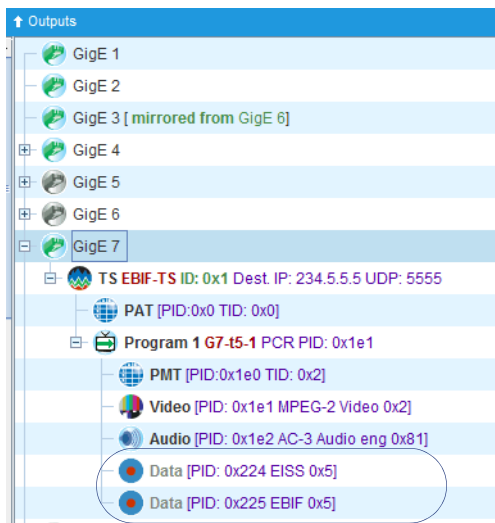 Outputs
GigE 1
GigE 2
GigE 3 [ mirrored from GigE 6]
GigE 4
GigE 5
GigE 6
GigE 7
TS EBIF-TS ID: 0x1 Dest. IP: 234.5.5.5 UDP: 5555
PAT [PID:0x0 TID: 0x0]
Program 1 G7-t5-1 PCR PID: 0x1e1
PMT [PID:0x1e0 TID: 0x2]
Video [PID: 0x1e1 MPEG-2 Video 0x2]
Audio [PID: 0x1e2 AC-3 Audio eng 0x81]
Data [PID: 0x224 EISS 0x5]
Data [PID: 0x225 EBIF 0x5]